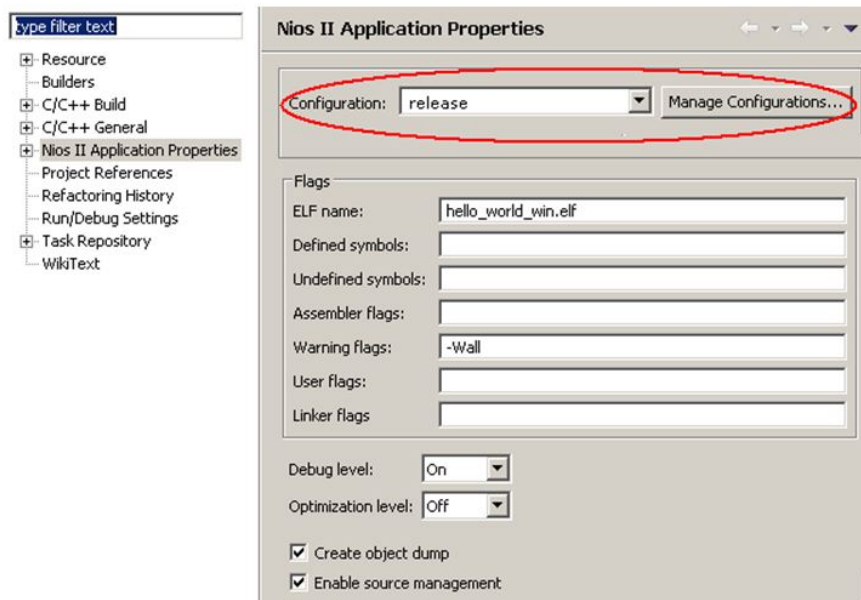 type filter text
Resource
Builders
C/C++ Build
C/C++ General
Nios II Application Properties
Project References
Refactoring History
Run/Debug Settings
Task Repository
WikiText
Nios II Application Properties
Configuration: release Manage Configurations...
Flags
ELF name: hello_world_win.elf
Defined symbols:
Undefined symbols:
Assembler flags:
Warning flags: -Wall
User flags:
Linker flags
Debug level: On
Optimization level: Off
Create object dump
Enable source management